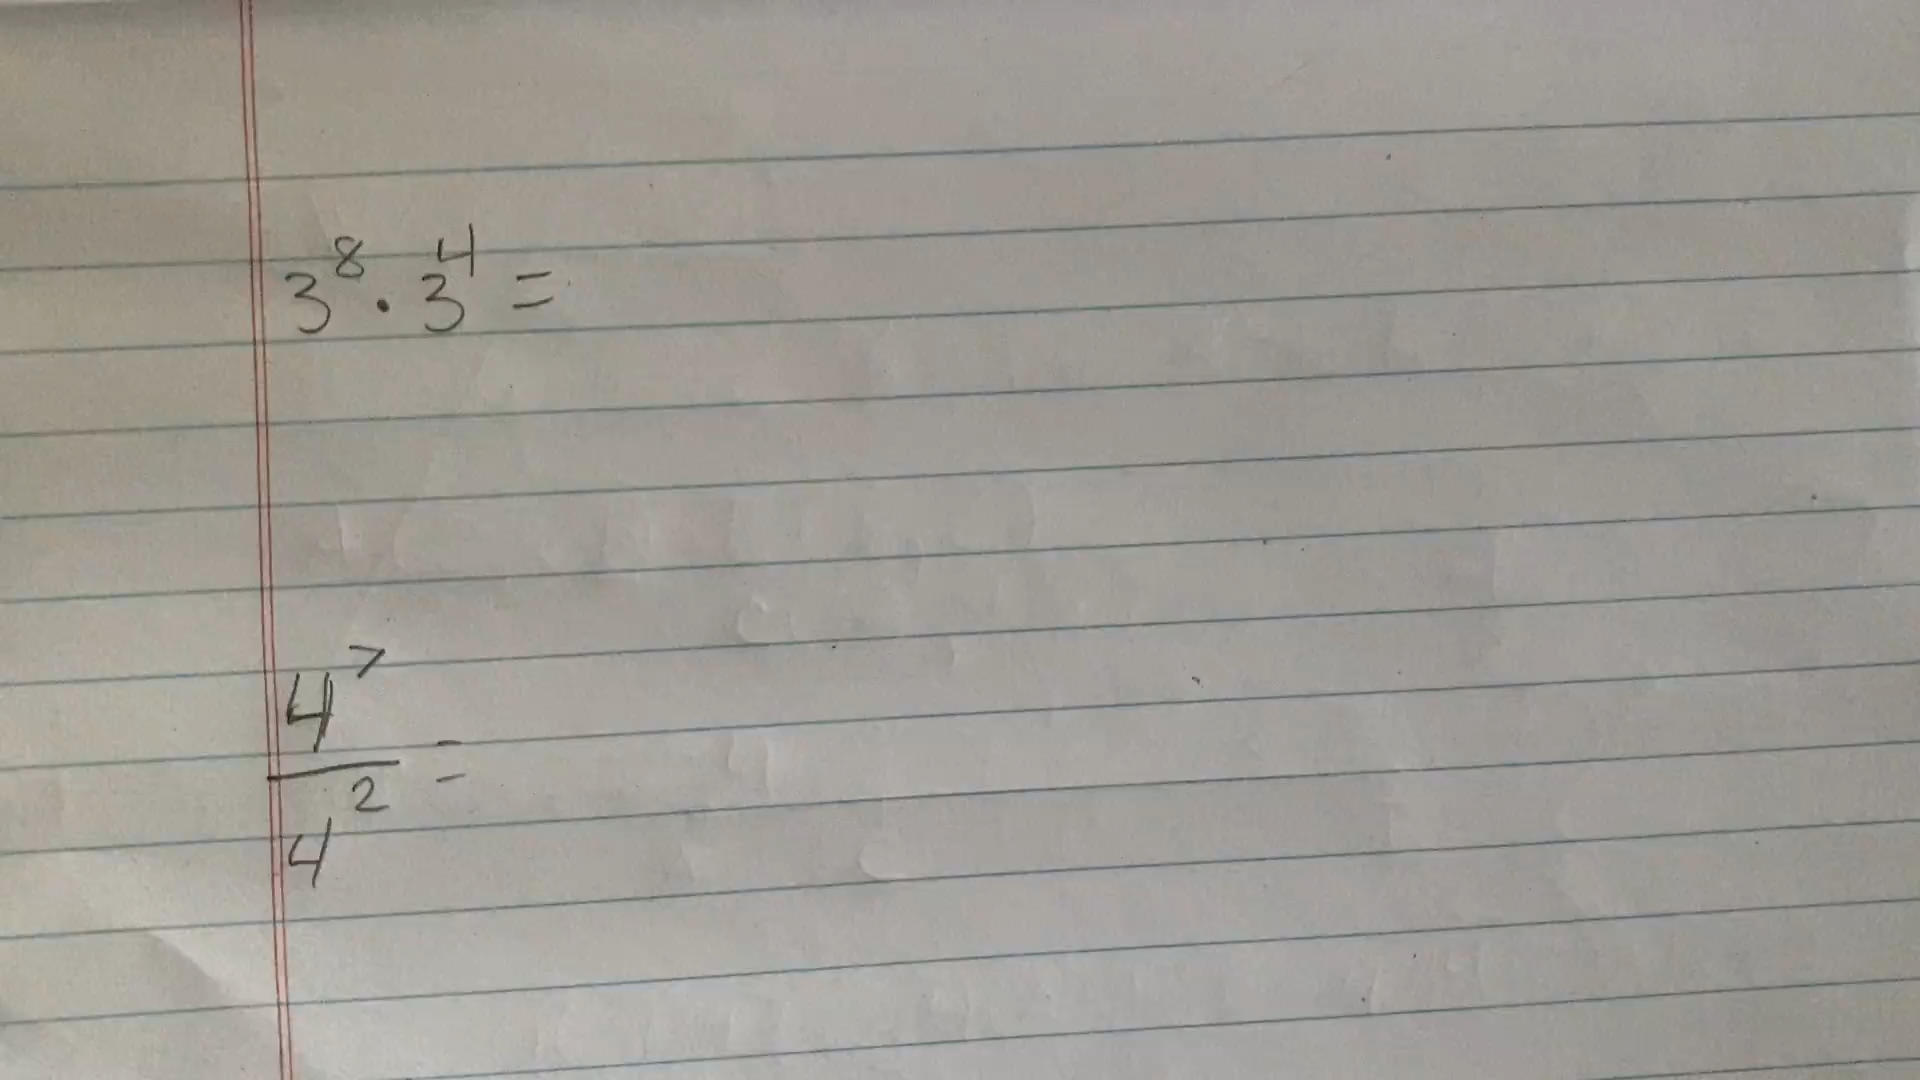 3⁸ · 3⁴ =
4⁷/4² =